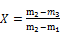 X = m₂−m₃ / m₂−m₁